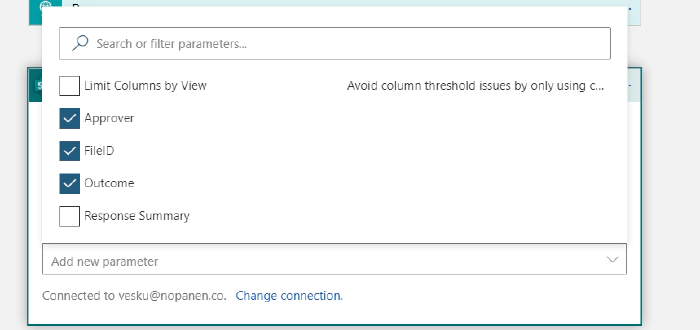 Search or filter parameters...
Limit Columns by View Avoid column threshold issues by only using c...
Approver
FileID
Outcome
Response Summary
Add new parameter
Connected to vesku@nopanen.co. Change connection.